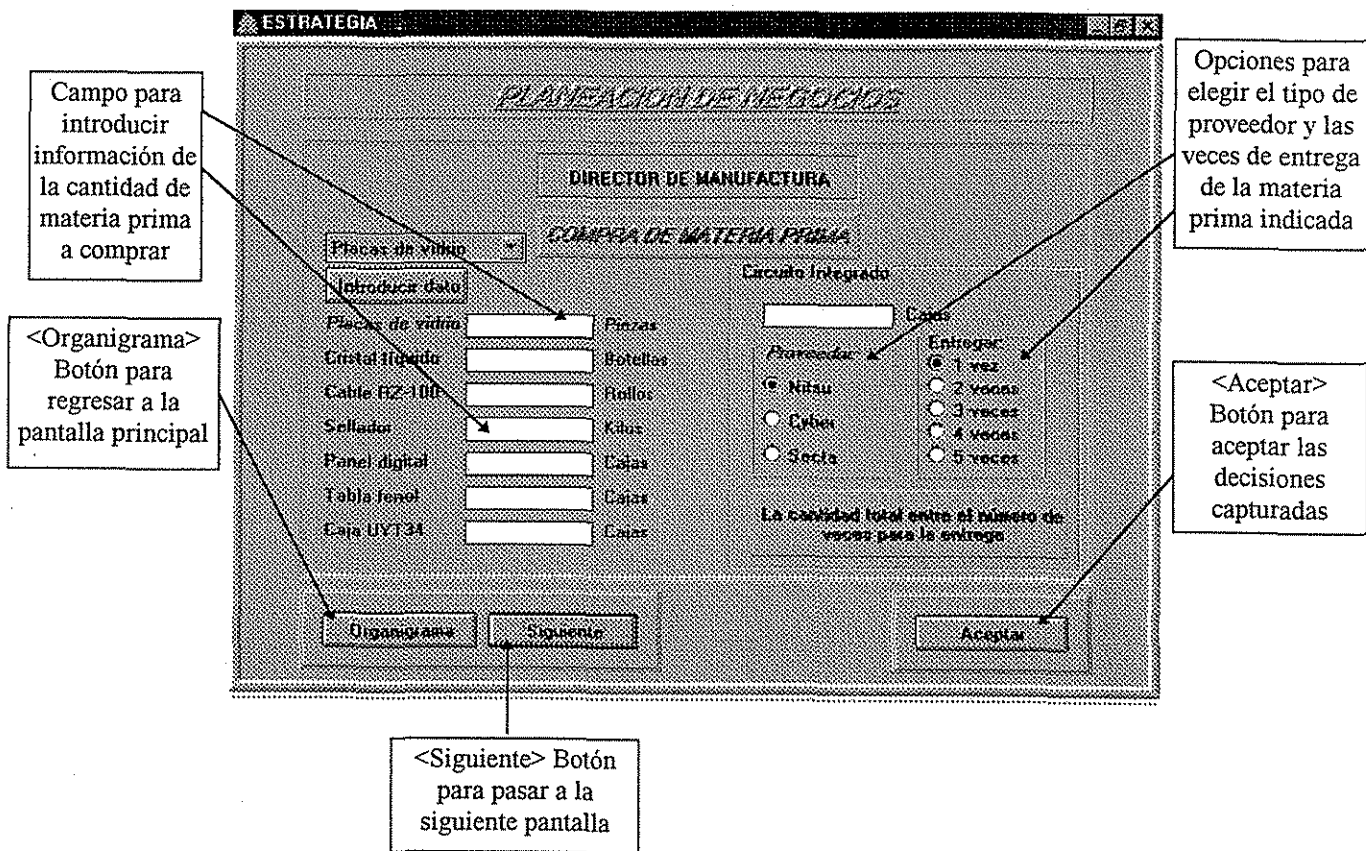 ESTRATEGIA
PLANEACION DE NEGOCIOS
DIRECTOR DE MANUFACTURA
COMPRA DE MATERIA PRIMA
Placas de vidrio
Introducir dato
Placas de vidrio Piezas
Cristal líquido Botellas
Cable RZ-100 Rollos
Sellador Kilos
Panel digital Cajas
Tabla fenol Cajas
Caja UVT34 Cajas
Circuito Integrado
Cajas
Proveedor:
Nitsu
Cyber
Secta
Entregar:
1 vez
2 veces
3 veces
4 veces
5 veces
La cantidad total entre el número de
veces para la entrega
Organigrama
Siguiente
Aceptar
Campo para
introducir
información de
la cantidad de
materia prima
a comprar
<Organigrama>
Botón para
regresar a la
pantalla principal
Opciones para
elegir el tipo de
proveedor y las
veces de entrega
de la materia
prima indicada
<Aceptar>
Botón para
aceptar las
decisiones
capturadas
<Siguiente> Botón
para pasar a la
siguiente pantalla